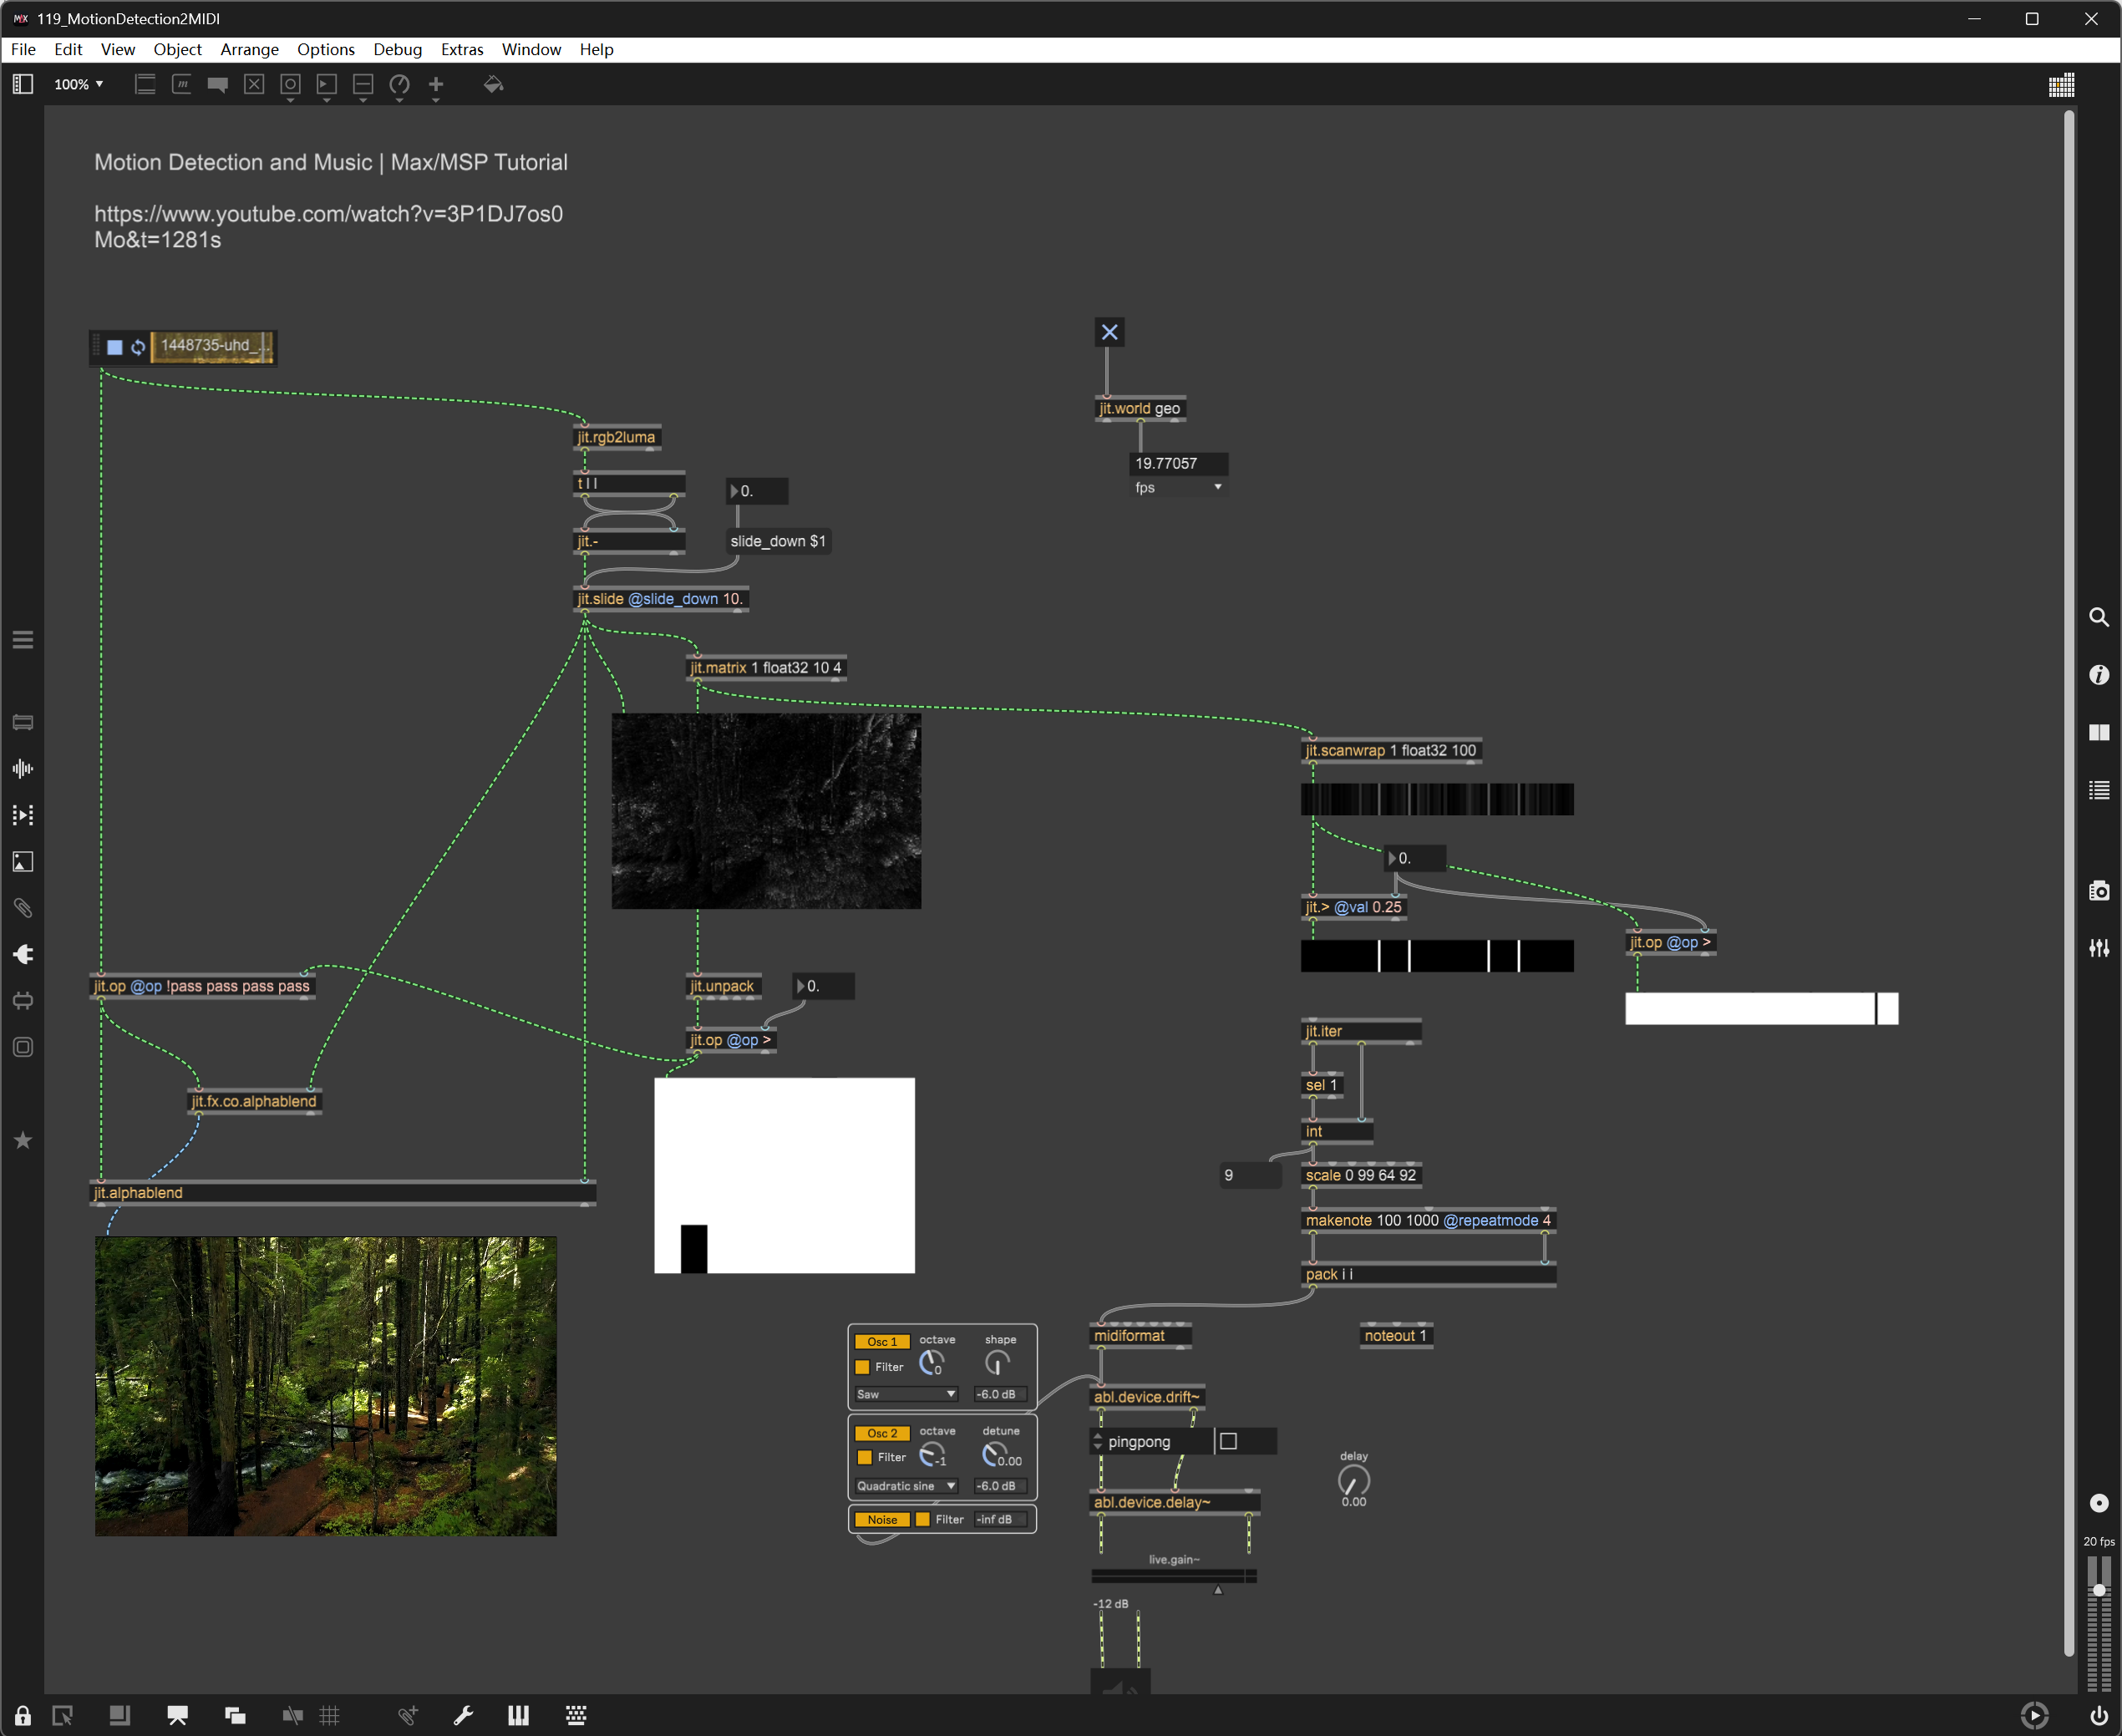 119_MotionDetection2MIDI
File Edit View Object Arrange Options Debug Extras Window Help
100%
Motion Detection and Music | Max/MSP Tutorial
https://www.youtube.com/watch?v=3P1DJ7os0
Mo&t=1281s
1448735-uhd_...
jit.world geo
19.77057
fps
jit.rgb2luma
t l l
0.
jit.-
slide_down $1
jit.slide @slide_down 10.
jit.matrix 1 float32 10 4
jit.scanwrap 1 float32 100
0.
jit.> @val 0.25
jit.op @op >
jit.op @op !pass pass pass pass
jit.unpack
0.
jit.op @op >
jit.iter
sel 1
jit.fx.co.alphablend
int
9
scale 0 99 64 92
jit.alphablend
makenote 100 1000 @repeatmode 4
pack i i
midiformat
noteout 1
Osc 1
octave
shape
Filter
0
Saw
-6.0 dB
abl.device.drift~
Osc 2
octave
detune
Filter
-1
0.00
pingpong
Quadratic sine
-6.0 dB
delay
0.00
abl.device.delay~
Noise
Filter
-inf dB
live.gain~
-12 dB
20 fps